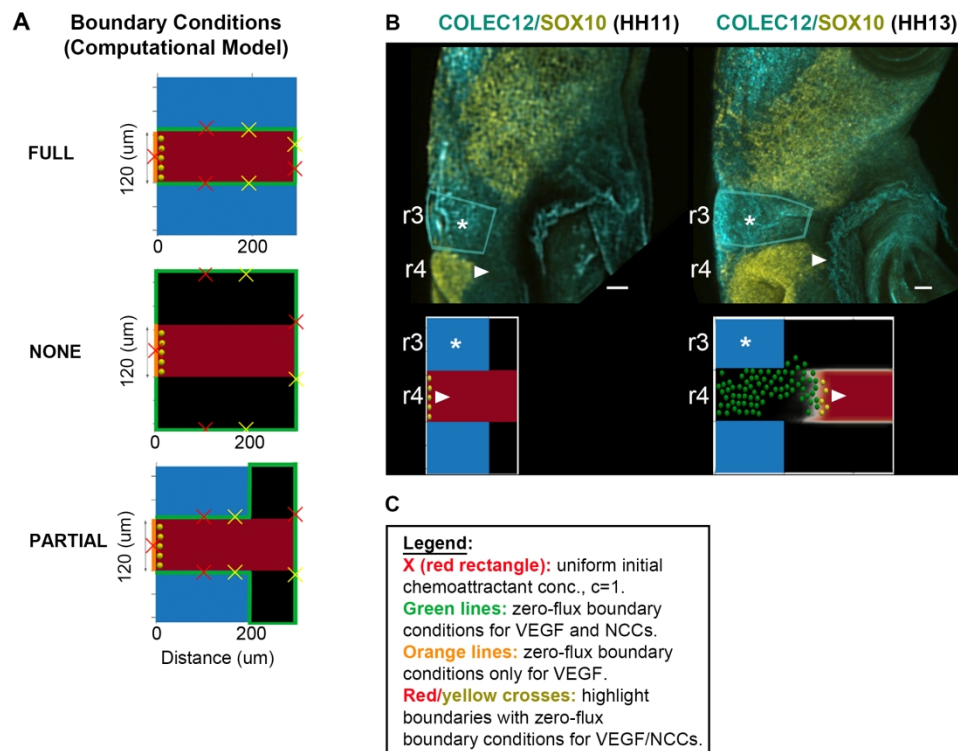 A
Boundary Conditions
(Computational Model)
FULL
120 (um)
0 200
NONE
120 (um)
0 200
PARTIAL
120 (um)
0 200
Distance (um)
B
COLEC12/SOX10 (HH11)
COLEC12/SOX10 (HH13)
r3
*
r4
r3
*
r4
r3
*
r4
r3
*
r4
C
Legend:
X (red rectangle): uniform initial
chemoattractant conc., c=1.
Green lines: zero-flux boundary
conditions for VEGF and NCCs.
Orange lines: zero-flux boundary
conditions only for VEGF.
Red/yellow crosses: highlight
boundaries with zero-flux
boundary conditions for VEGF/NCCs.